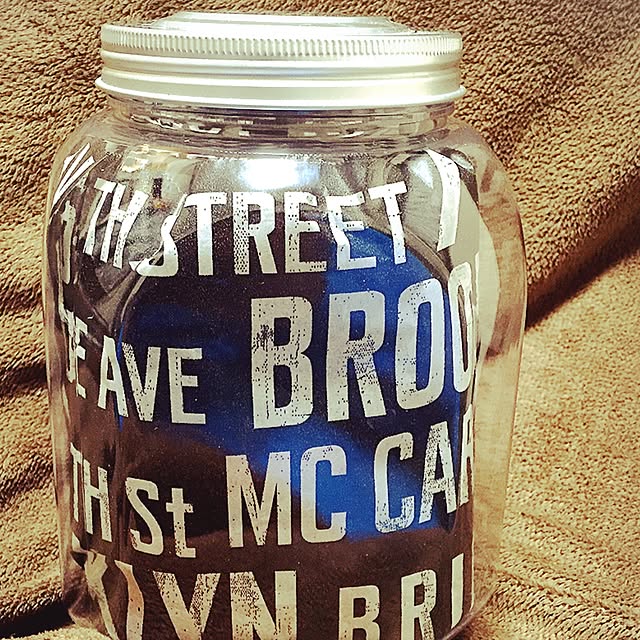 TH STREET
AVE BROO
TH St MC CAR
KLYN BRI